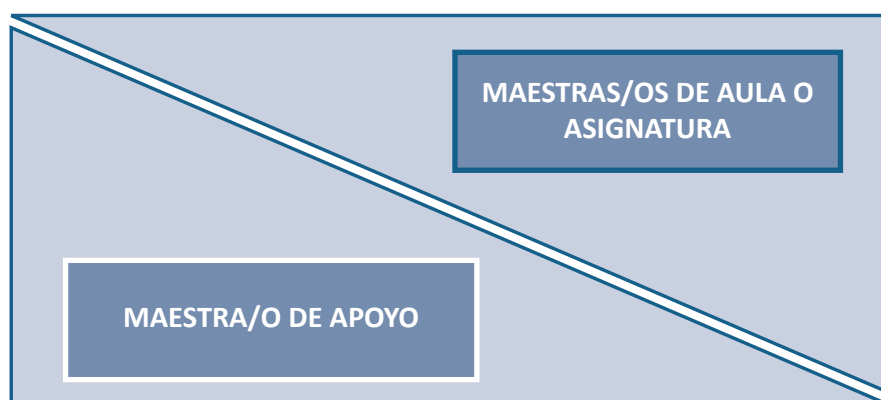 MAESTRAS/OS DE AULA O
ASIGNATURA
MAESTRA/O DE APOYO